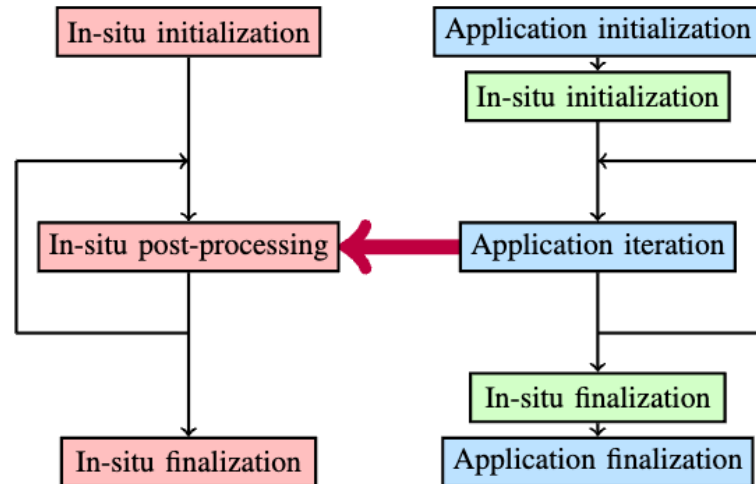 In-situ initialization
Application initialization
In-situ initialization
In-situ post-processing
Application iteration
In-situ finalization
In-situ finalization
Application finalization